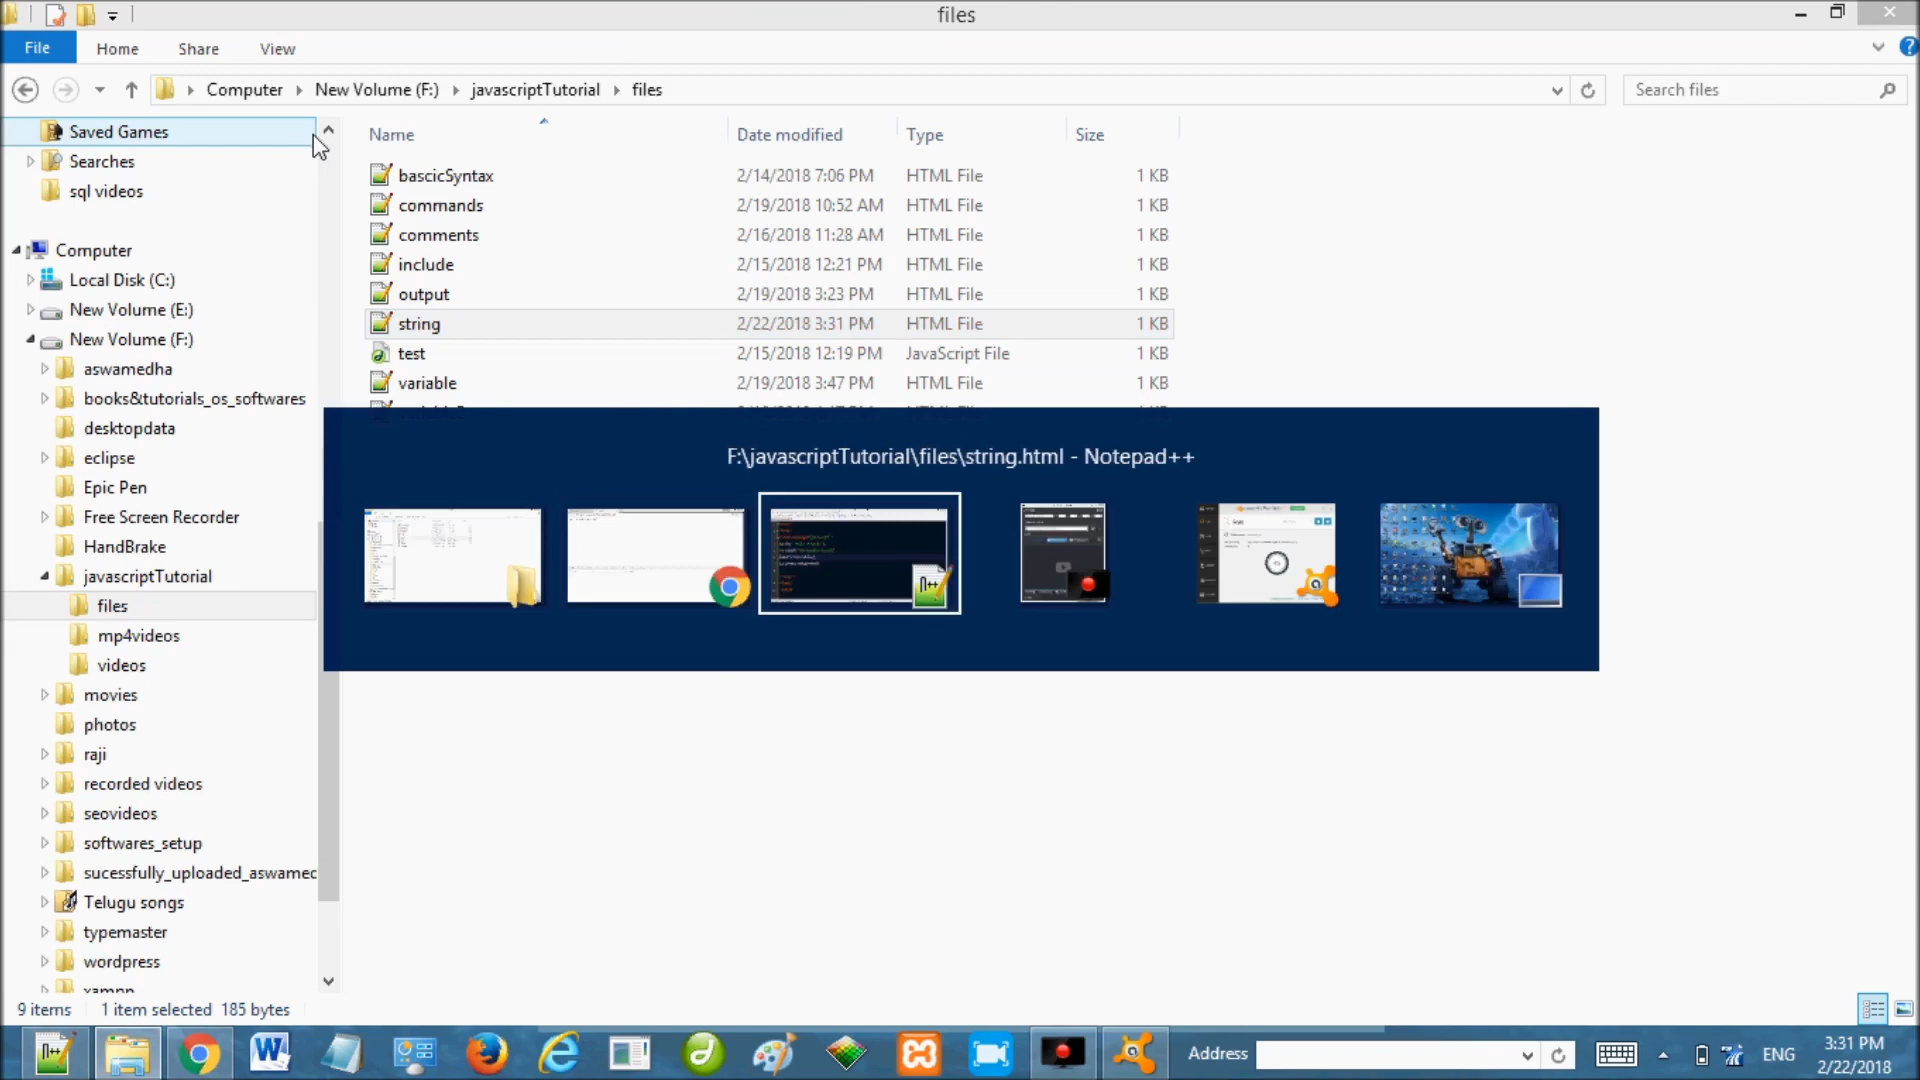 files
File Home Share View
Computer New Volume (F:) javascriptTutorial files Search files
Saved Games
Searches
sql videos
Computer
Local Disk (C:)
New Volume (E:)
New Volume (F:)
aswamedha
books&tutorials_os_softwares
desktopdata
eclipse
Epic Pen
Free Screen Recorder
HandBrake
javascriptTutorial
files
mp4videos
videos
movies
photos
raji
recorded videos
seovideos
softwares_setup
sucessfully_uploaded_aswamed
Telugu songs
typemaster
wordpress
xampp
Name Date modified Type Size
bascicSyntax 2/14/2018 7:06 PM HTML File 1 KB
commands 2/19/2018 10:52 AM HTML File 1 KB
comments 2/16/2018 11:28 AM HTML File 1 KB
include 2/15/2018 12:21 PM HTML File 1 KB
output 2/19/2018 3:23 PM HTML File 1 KB
string 2/22/2018 3:31 PM HTML File 1 KB
test 2/15/2018 12:19 PM JavaScript File 1 KB
variable 2/19/2018 3:47 PM HTML File 1 KB
F:\javascriptTutorial\files\string.html - Notepad++
9 items 1 item selected 185 bytes
Address ENG 3:31 PM
2/22/2018